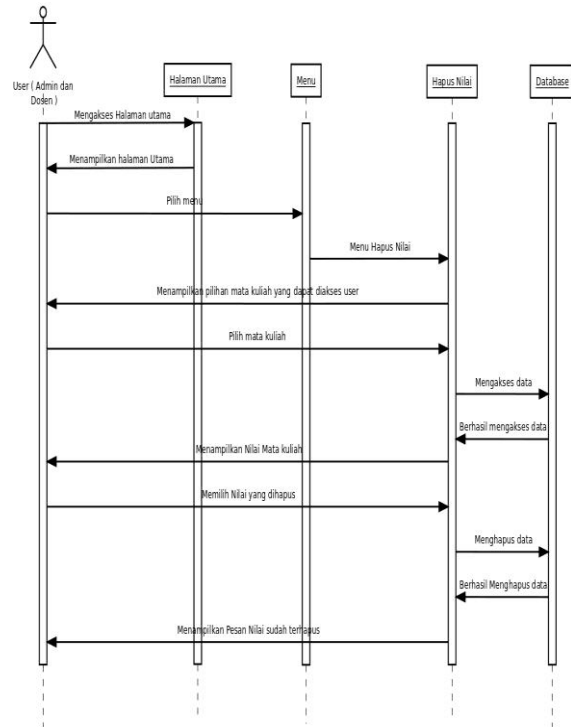 User ( Admin dan
Dosen )
Halaman Utama
Menu
Hapus Nilai
Database
Mengakses Halaman utama
Menampilkan halaman Utama
Pilih menu
Menu Hapus Nilai
Menampilkan pilihan mata kuliah yang dapat diakses user
Pilih mata kuliah
Mengakses data
Berhasil mengakses data
Menampilkan Nilai Mata kuliah
Memilih Nilai yang dihapus
Menghapus data
Berhasil Menghapus data
Menampilkan Pesan Nilai sudah terhapus